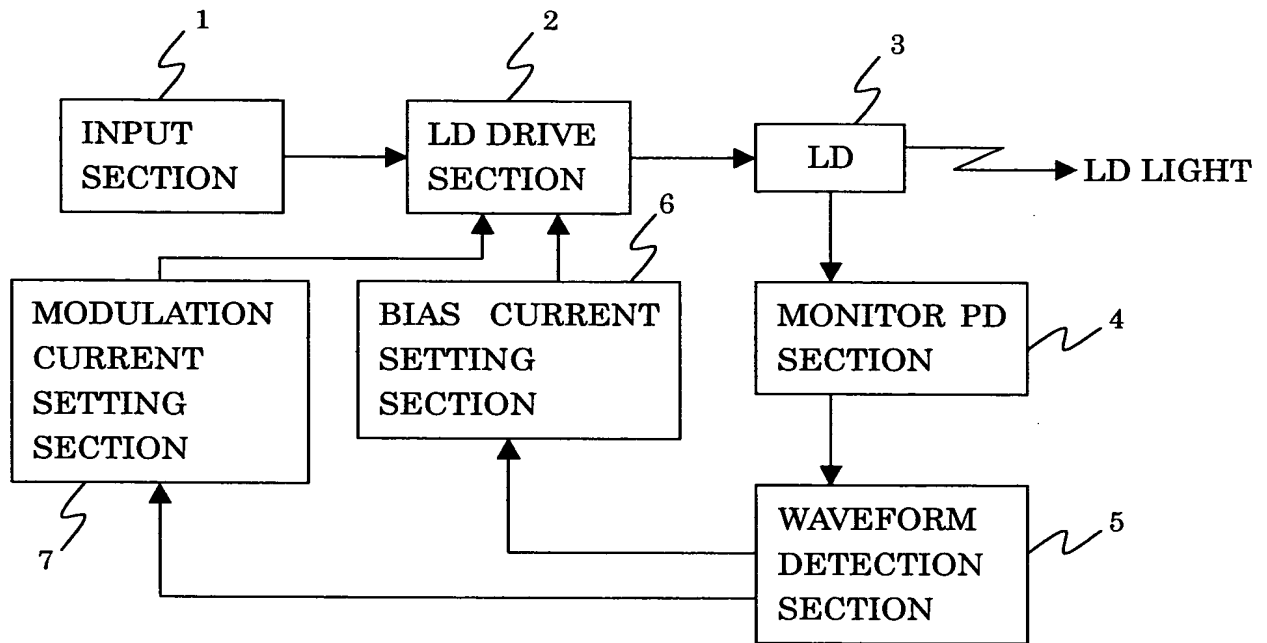 1
2
3
INPUT
SECTION
LD DRIVE
SECTION
LD
LD LIGHT
6
MODULATION
CURRENT
SETTING
SECTION
BIAS CURRENT
SETTING
SECTION
MONITOR PD
SECTION
4
7
WAVEFORM
DETECTION
SECTION
5